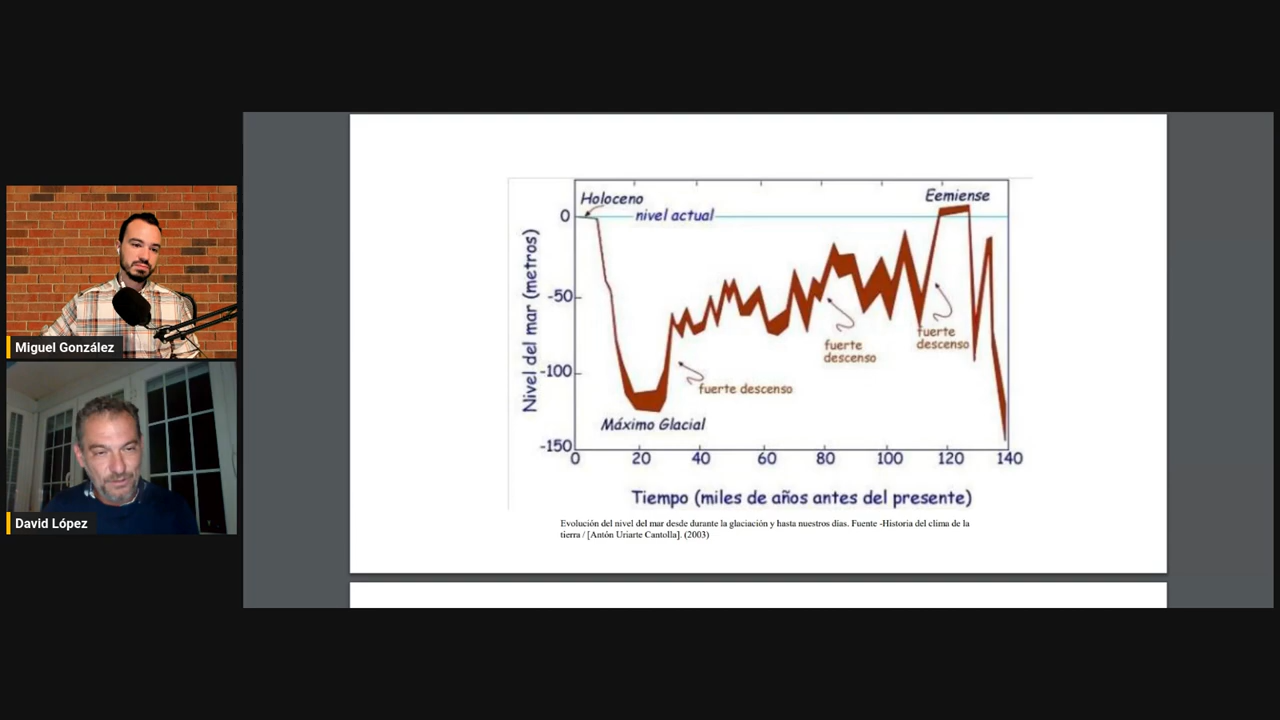 Holoceno
Eemiense
nivel actual
0
-50
-100
-150
Nivel del mar (metros)
fuerte
descenso
fuerte
descenso
fuerte descenso
Máximo Glacial
0
20
40
60
80
100
120
140
Tiempo (miles de años antes del presente)
Evolución del nivel del mar desde durante la glaciación y hasta nuestros días. Fuente -Historia del clima de la
tierra / [Antón Uriarte Cantolla]. (2003)
Miguel González
David López